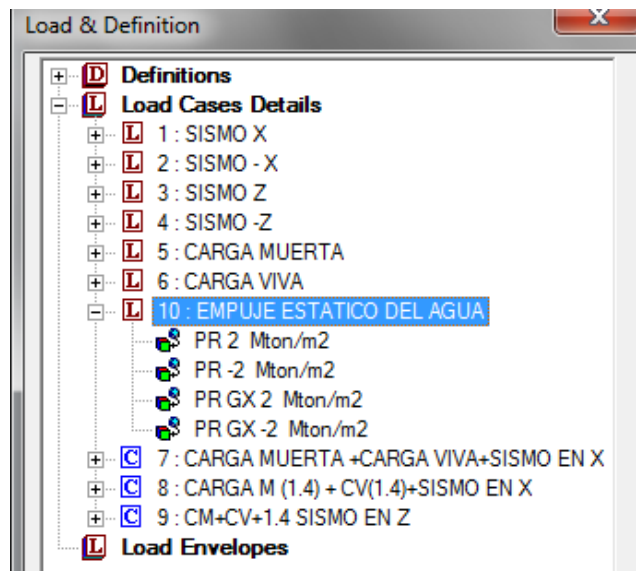 Load & Definition
Definitions
Load Cases Details
1 : SISMO X
2 : SISMO - X
3 : SISMO Z
4 : SISMO -Z
5 : CARGA MUERTA
6 : CARGA VIVA
10 : EMPUJE ESTATICO DEL AGUA
PR 2 Mton/m2
PR -2 Mton/m2
PR GX 2 Mton/m2
PR GX -2 Mton/m2
7 : CARGA MUERTA +CARGA VIVA+SISMO EN X
8 : CARGA M (1.4) + CV(1.4)+SISMO EN X
9 : CM+CV+1.4 SISMO EN Z
Load Envelopes